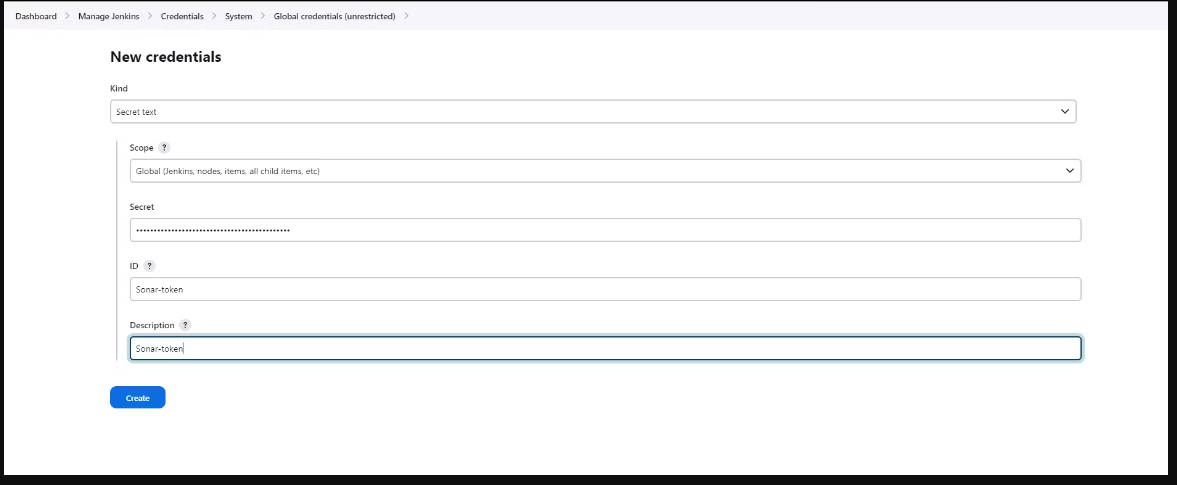 Dashboard > Manage Jenkins > Credentials > System > Global credentials (unrestricted) >
New credentials
Kind
Secret text
Scope ?
Global (Jenkins, nodes, items, all child items, etc)
Secret
••••••••••••••••••••••••••••••••••••••••••••
ID ?
Sonar-token
Description ?
Sonar-token
Create